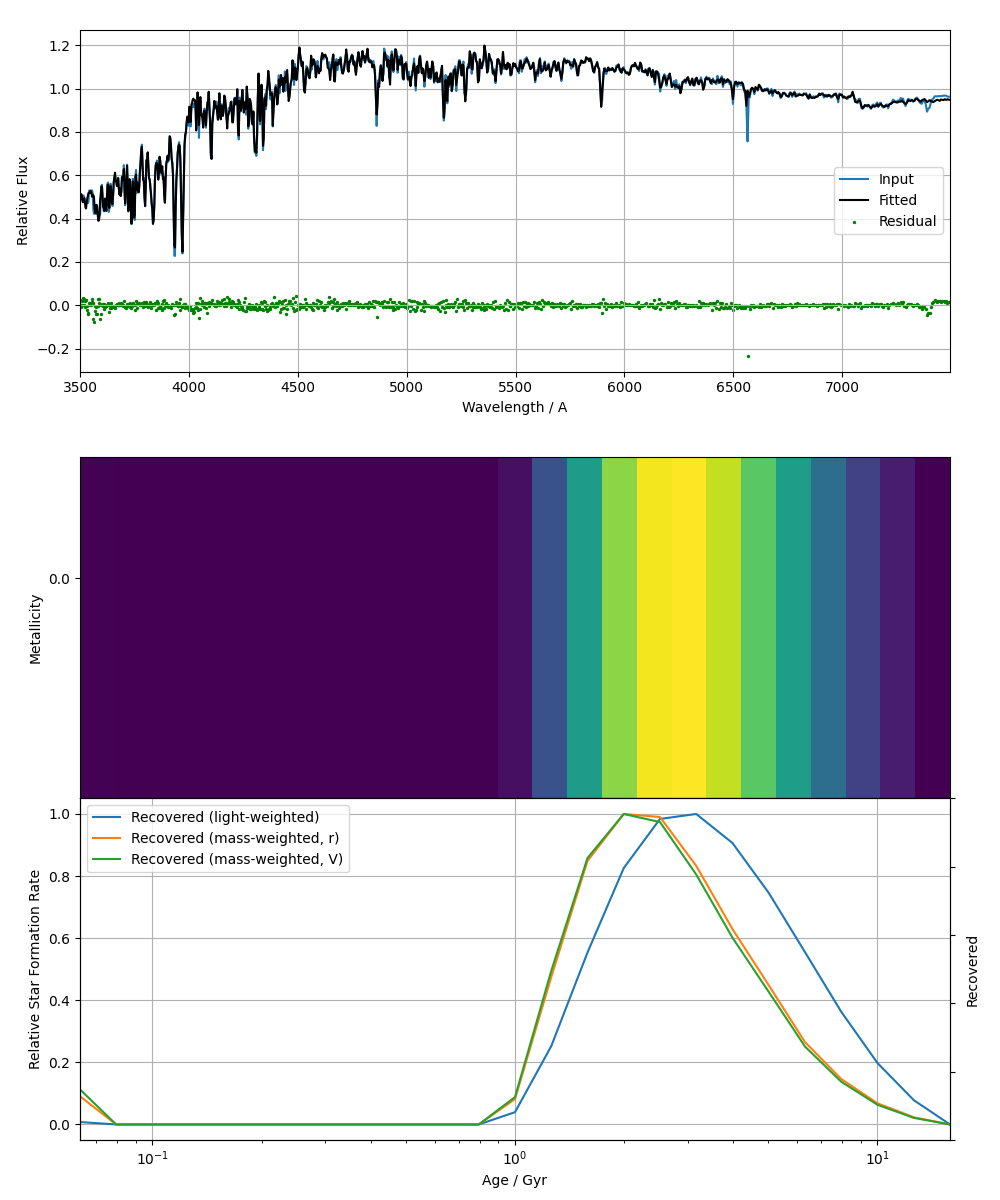 1.2
1.0
0.8
0.6
0.4
0.2
0.0
−0.2
Relative Flux
Input
Fitted
Residual
3500 4000 4500 5000 5500 6000 6500 7000
Wavelength / A
0.0
Metallicity
1.0
0.8
0.6
0.4
0.2
0.0
Relative Star Formation Rate
Recovered (light-weighted)
Recovered (mass-weighted, r)
Recovered (mass-weighted, V)
Recovered
10⁻¹ 10⁰ 10¹
Age / Gyr